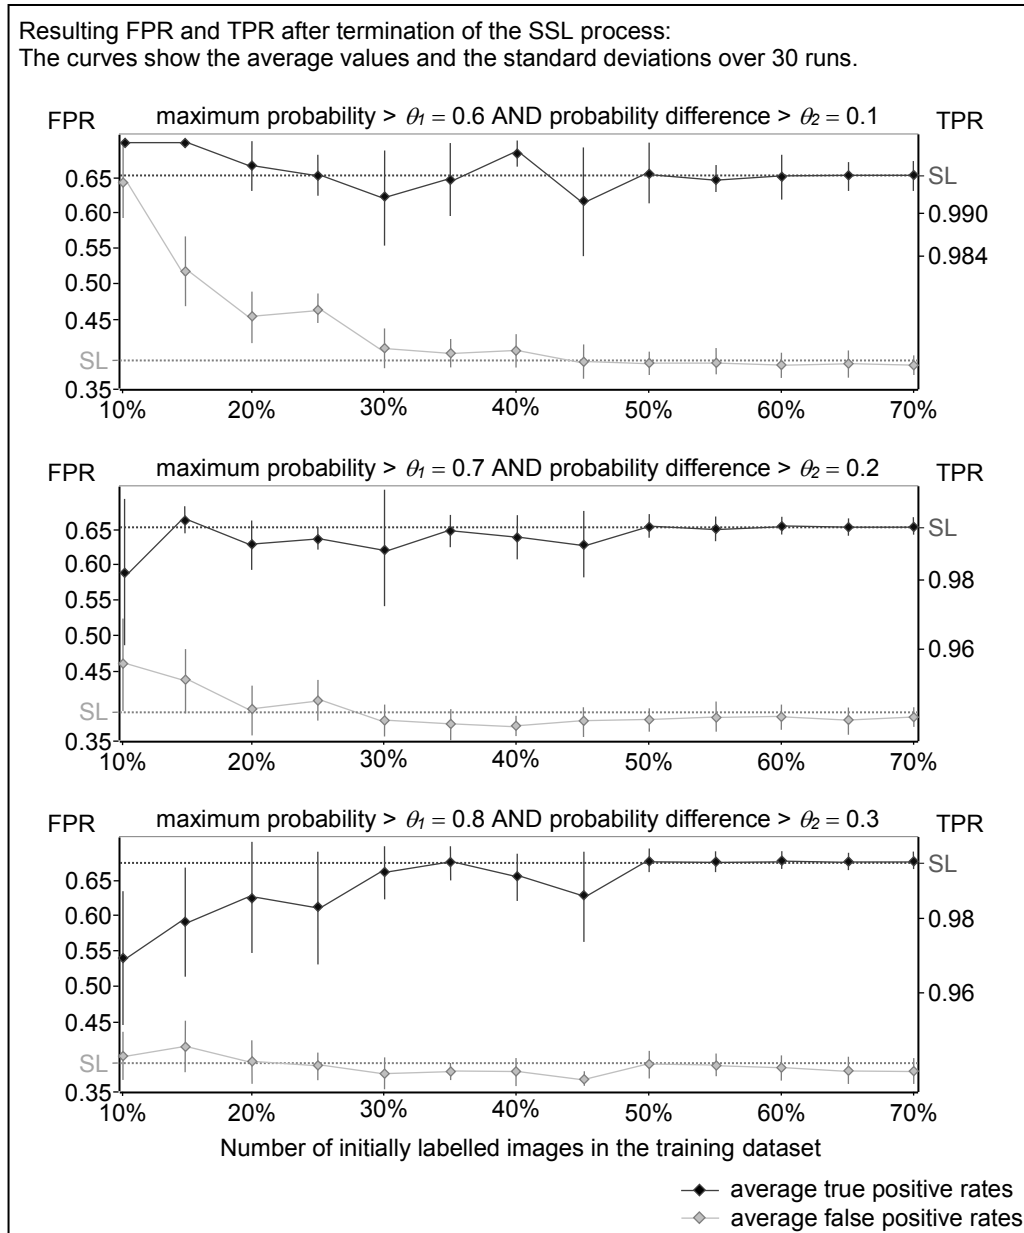 Resulting FPR and TPR after termination of the SSL process:
The curves show the average values and the standard deviations over 30 runs.
FPR
maximum probability > θ1 = 0.6 AND probability difference > θ2 = 0.1
TPR
0.65
0.60
0.55
0.50
0.45
SL
0.35
SL
0.990
0.984
10% 20% 30% 40% 50% 60% 70%
FPR
maximum probability > θ1 = 0.7 AND probability difference > θ2 = 0.2
TPR
0.65
0.60
0.55
0.50
0.45
SL
0.35
SL
0.98
0.96
10% 20% 30% 40% 50% 60% 70%
FPR
maximum probability > θ1 = 0.8 AND probability difference > θ2 = 0.3
TPR
0.65
0.60
0.55
0.50
0.45
SL
0.35
SL
0.98
0.96
10% 20% 30% 40% 50% 60% 70%
Number of initially labelled images in the training dataset
average true positive rates
average false positive rates